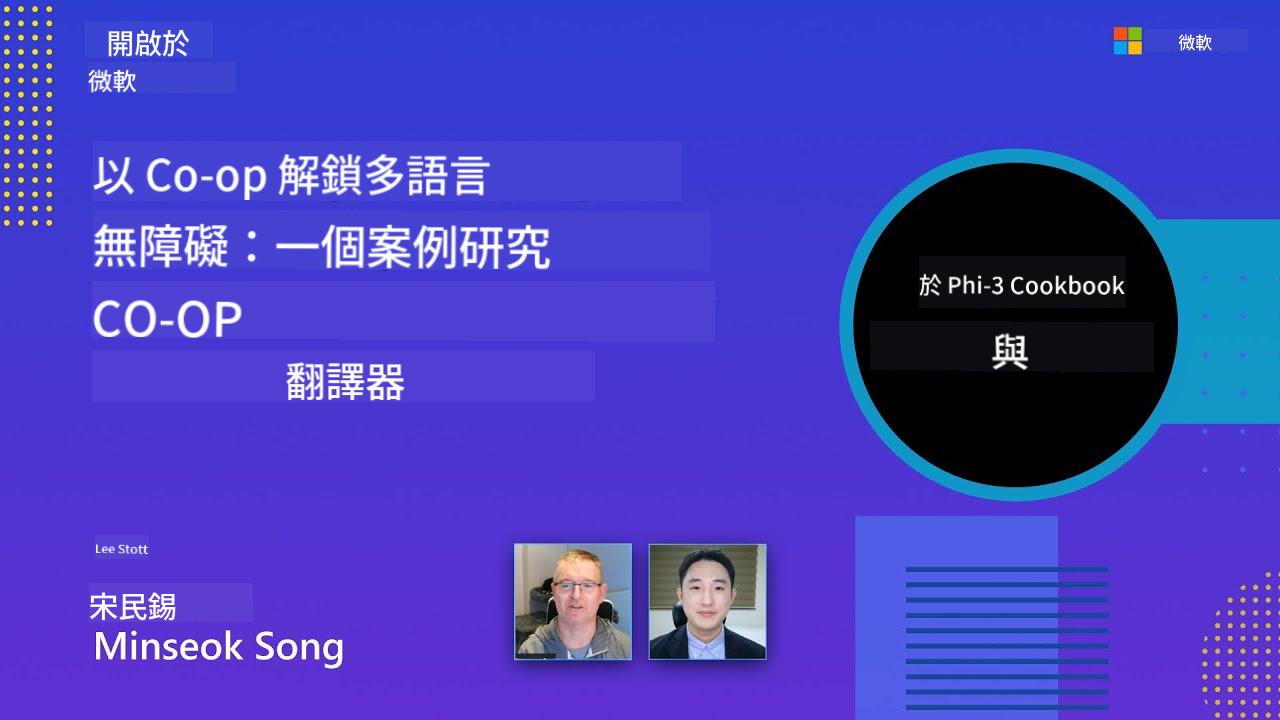 開啟於
微軟
微軟
以 Co-op 解鎖多語言
無障礙：一個案例研究
CO-OP
翻譯器
於 Phi-3 Cookbook
與
Lee Stott
宋民錫
Minseok Song